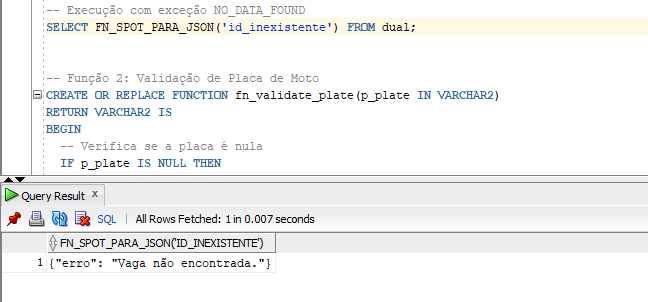 -- Execução com exceção NO_DATA_FOUND
SELECT FN_SPOT_PARA_JSON('id_inexistente') FROM dual;
-- Função 2: Validação de Placa de Moto
CREATE OR REPLACE FUNCTION fn_validate_plate(p_plate IN VARCHAR2)
RETURN VARCHAR2 IS
BEGIN
-- Verifica se a placa é nula
IF p_plate IS NULL THEN
Query Result x
SQL | All Rows Fetched: 1 in 0.007 seconds
FN_SPOT_PARA_JSON('ID_INEXISTENTE')
1 {"erro": "Vaga não encontrada."}